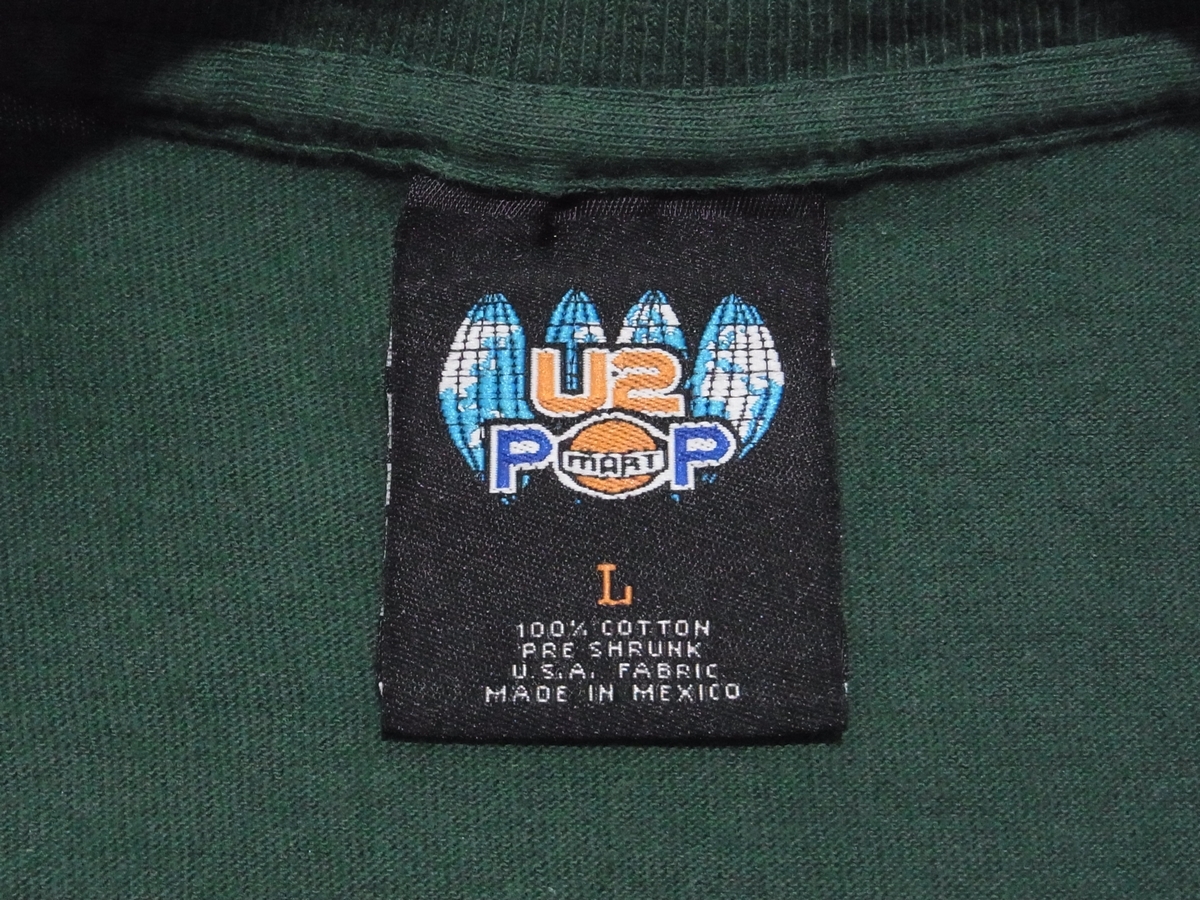 U2
POP
MART
L
100% COTTON
PRE SHRUNK
U.S.A. FABRIC
MADE IN MEXICO